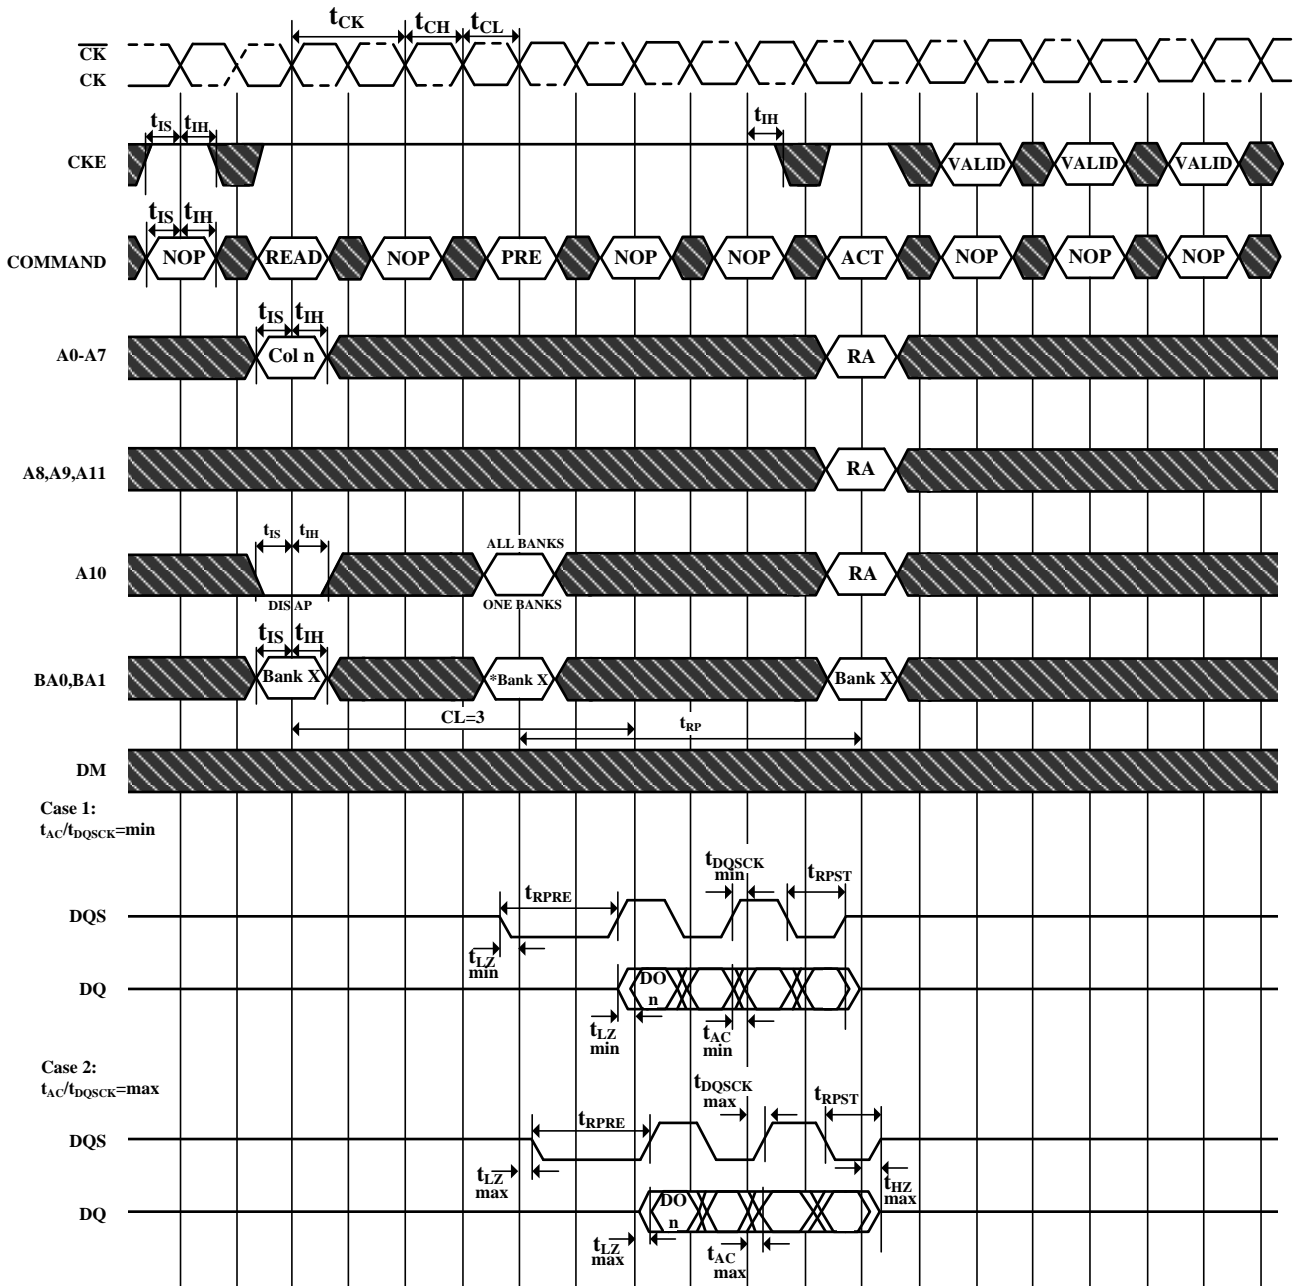 tCK tCH tCL
CK
CK
tIS tIH tIH
CKE VALID VALID VALID
tIS tIH
COMMAND NOP READ NOP PRE NOP NOP ACT NOP NOP NOP
tIS tIH
A0-A7 Col n RA
A8,A9,A11 RA
tIS tIH ALL BANKS
A10 RA
DIS AP ONE BANKS
tIS tIH
BA0,BA1 Bank X *Bank X Bank X
CL=3 tRP
DM
Case 1:
tAC/tDQSCK=min
tDQSCK
min
tRPST
tRPRE
DQS
tLZ
min
DQ DO
n
tLZ
min
tAC
min
Case 2:
tAC/tDQSCK=max
tDQSCK
max
tRPST
tRPRE
DQS
tLZ
max
tHZ
max
DQ DO
n
tLZ
max
tAC
max